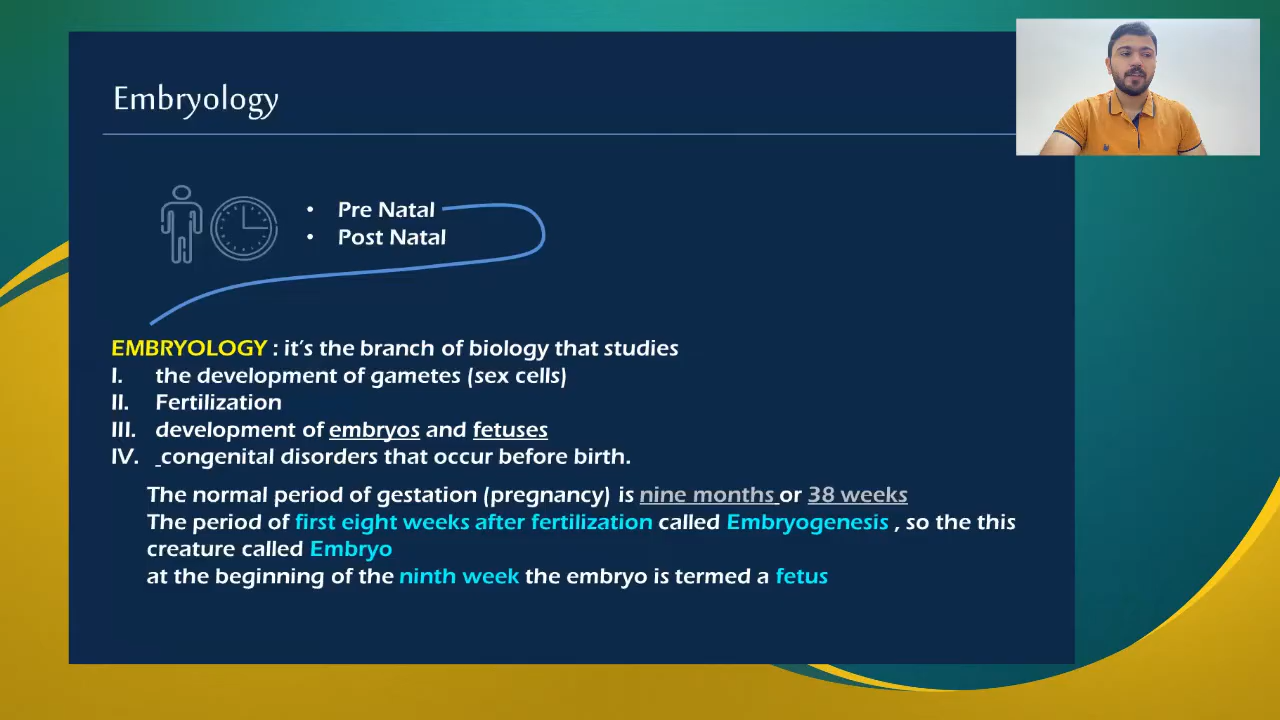 Embryology
• Pre Natal
• Post Natal
EMBRYOLOGY : it's the branch of biology that studies
I. the development of gametes (sex cells)
II. Fertilization
III. development of embryos and fetuses
IV. congenital disorders that occur before birth.
The normal period of gestation (pregnancy) is nine months or 38 weeks
The period of first eight weeks after fertilization called Embryogenesis , so the this
creature called Embryo
at the beginning of the ninth week the embryo is termed a fetus